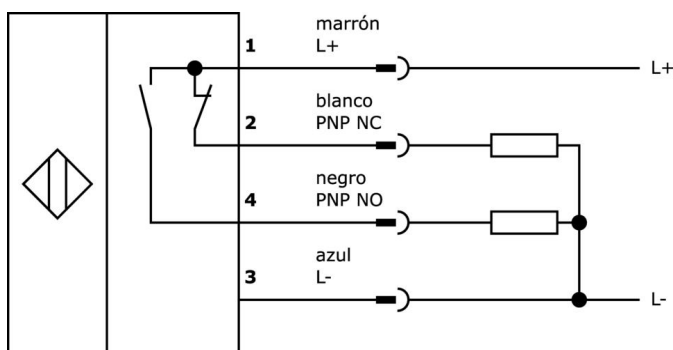 marrón
1 L+
L+
blanco
2 PNP NC
negro
4 PNP NO
azul
3 L-
L-